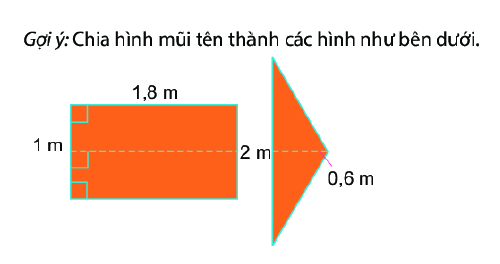 Gợi ý: Chia hình mũi tên thành các hình như bên dưới.
1,8 m
1 m
2 m
0,6 m